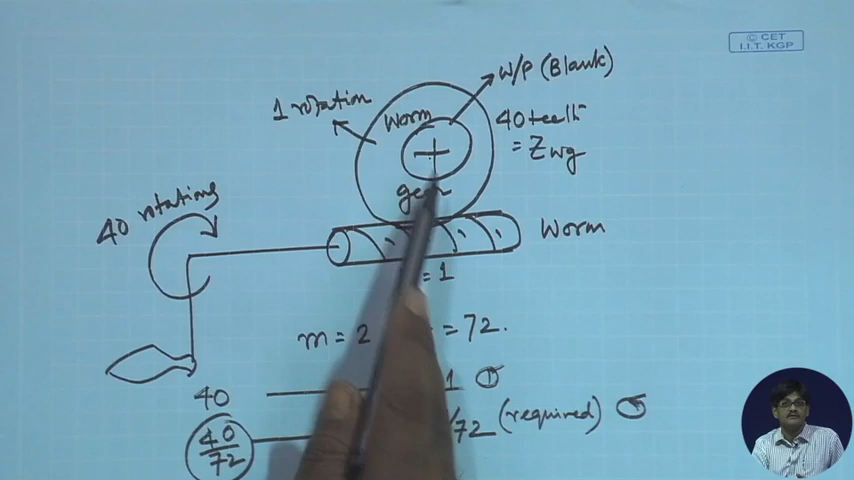 © CET
I.I.T. KGP
W/P (Blank)
1 rotation
Worm
40 teeth
= Zwg
gear
40 rotations
Worm
= 1
m = 2
= 72.
40
1
40/72
/72 (required)